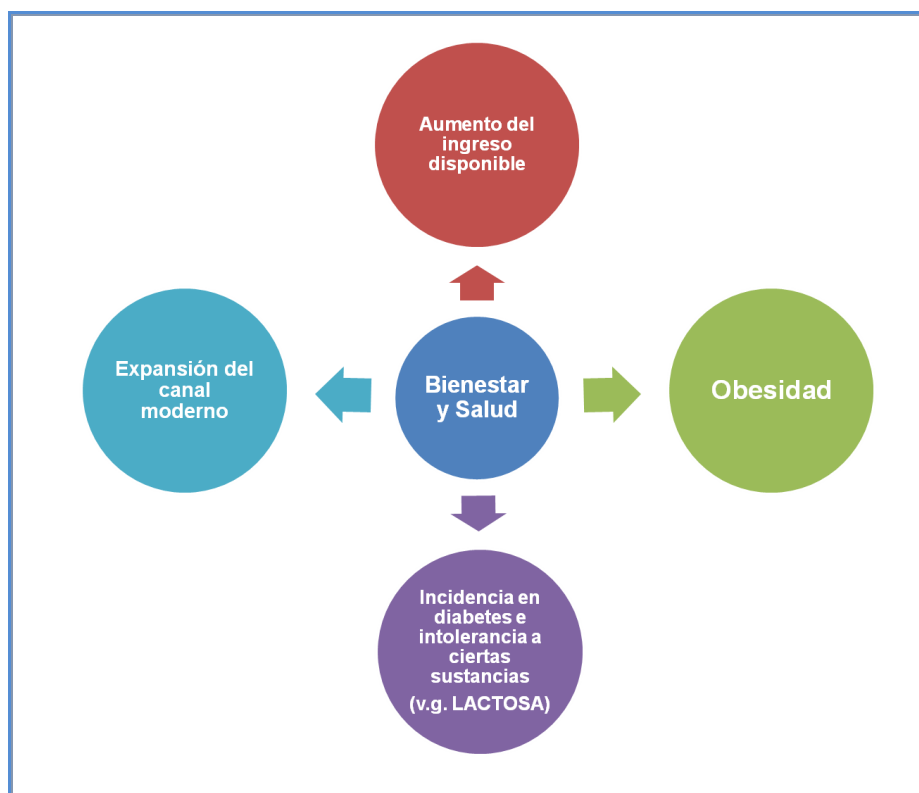 Aumento del
ingreso
disponible
Expansión del
canal
moderno
Bienestar
y Salud
Obesidad
Incidencia en
diabetes e
intolerancia a
ciertas
sustancias
(v.g. LACTOSA)